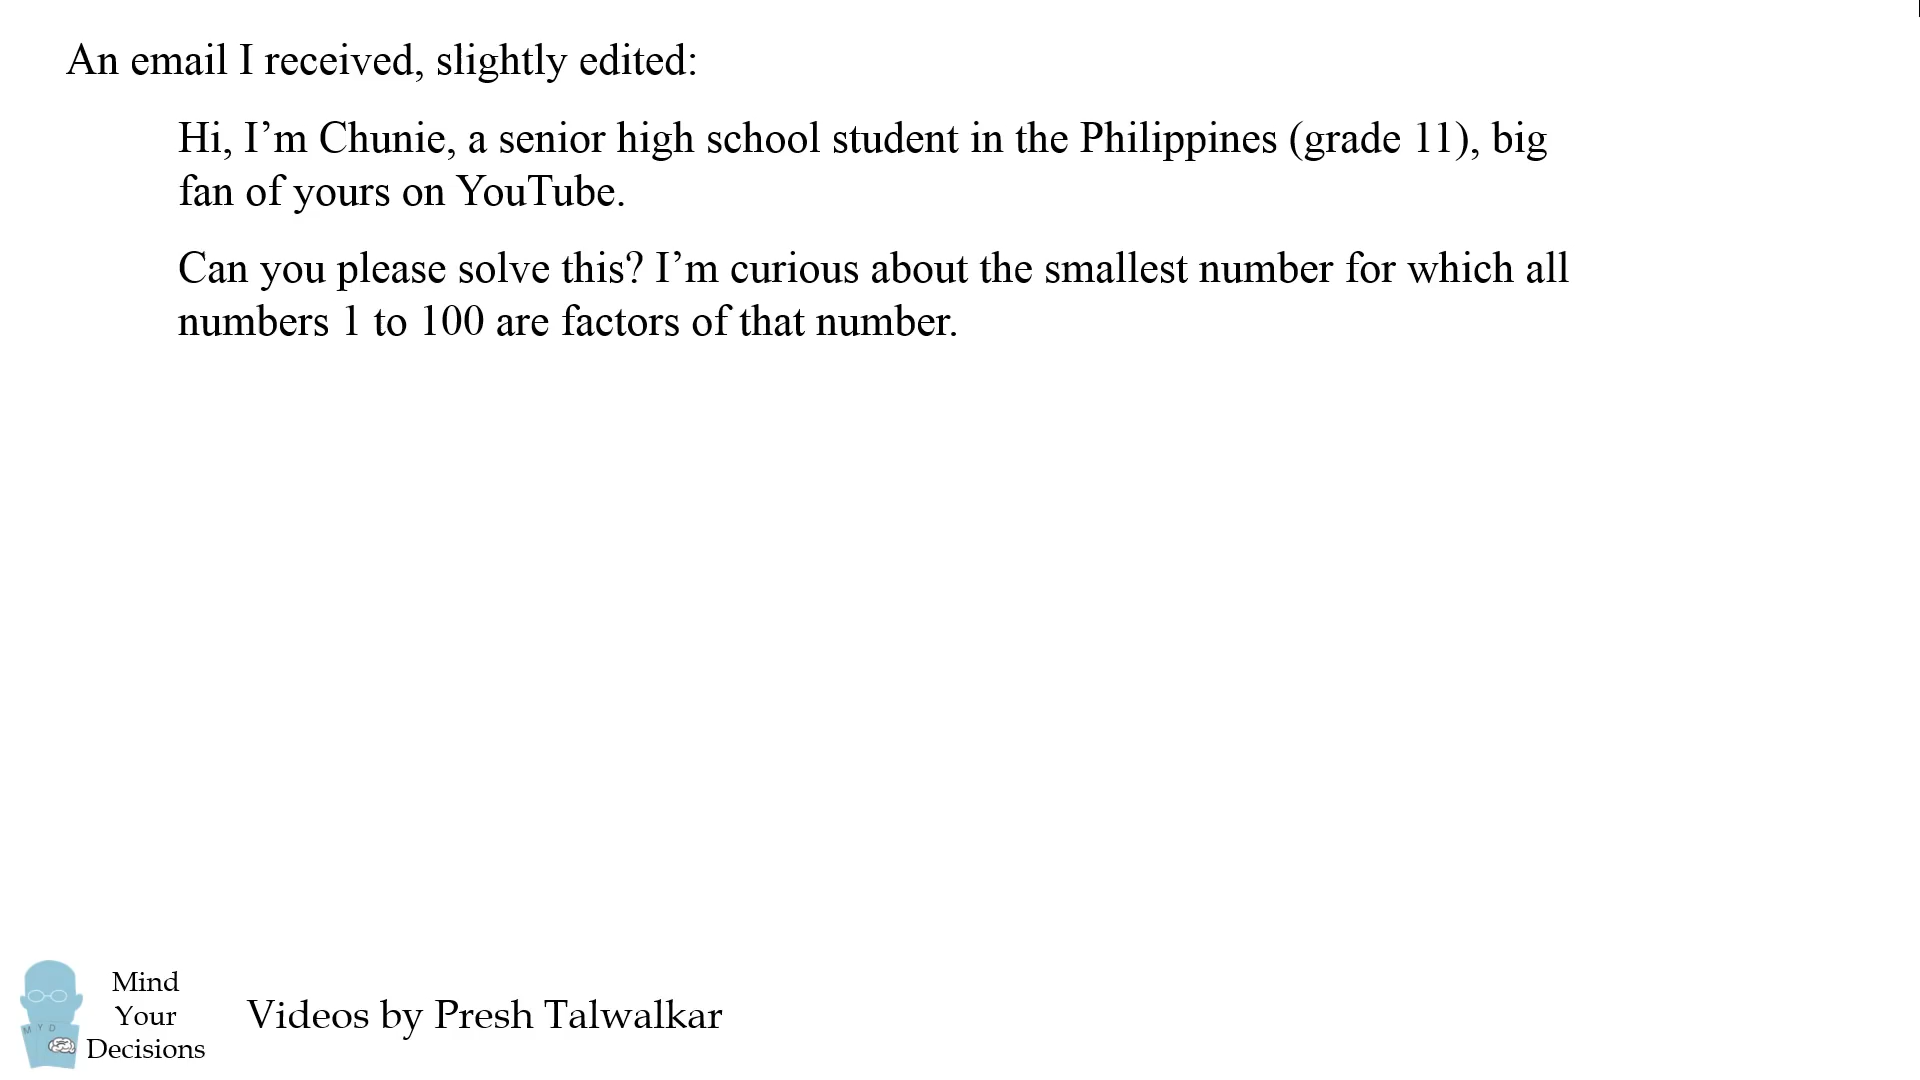 An email I received, slightly edited:
Hi, I’m Chunie, a senior high school student in the Philippines (grade 11), big
fan of yours on YouTube.
Can you please solve this? I’m curious about the smallest number for which all
numbers 1 to 100 are factors of that number.
M Y D
Mind
Your
Decisions
Videos by Presh Talwalkar